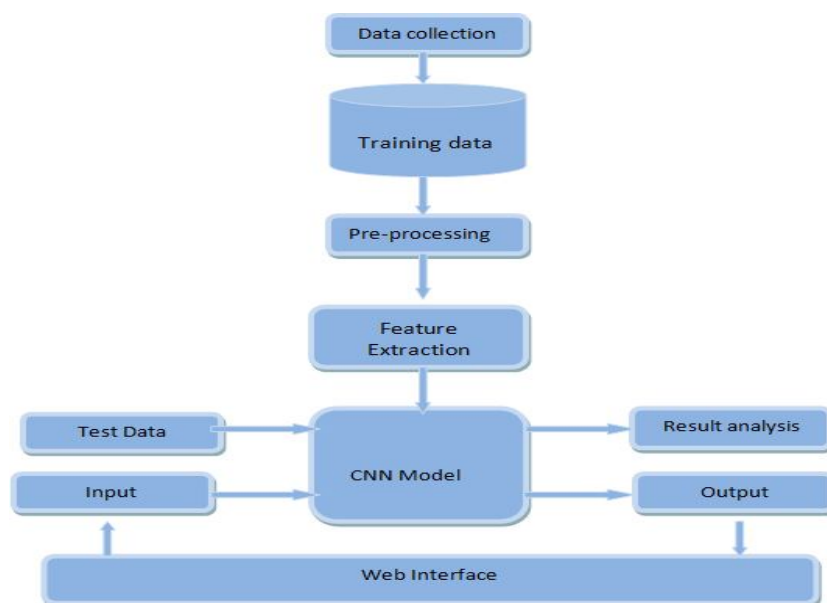 Data collection
Training data
Pre-processing
Feature
Extraction
Test Data
CNN Model
Result analysis
Input
Output
Web Interface